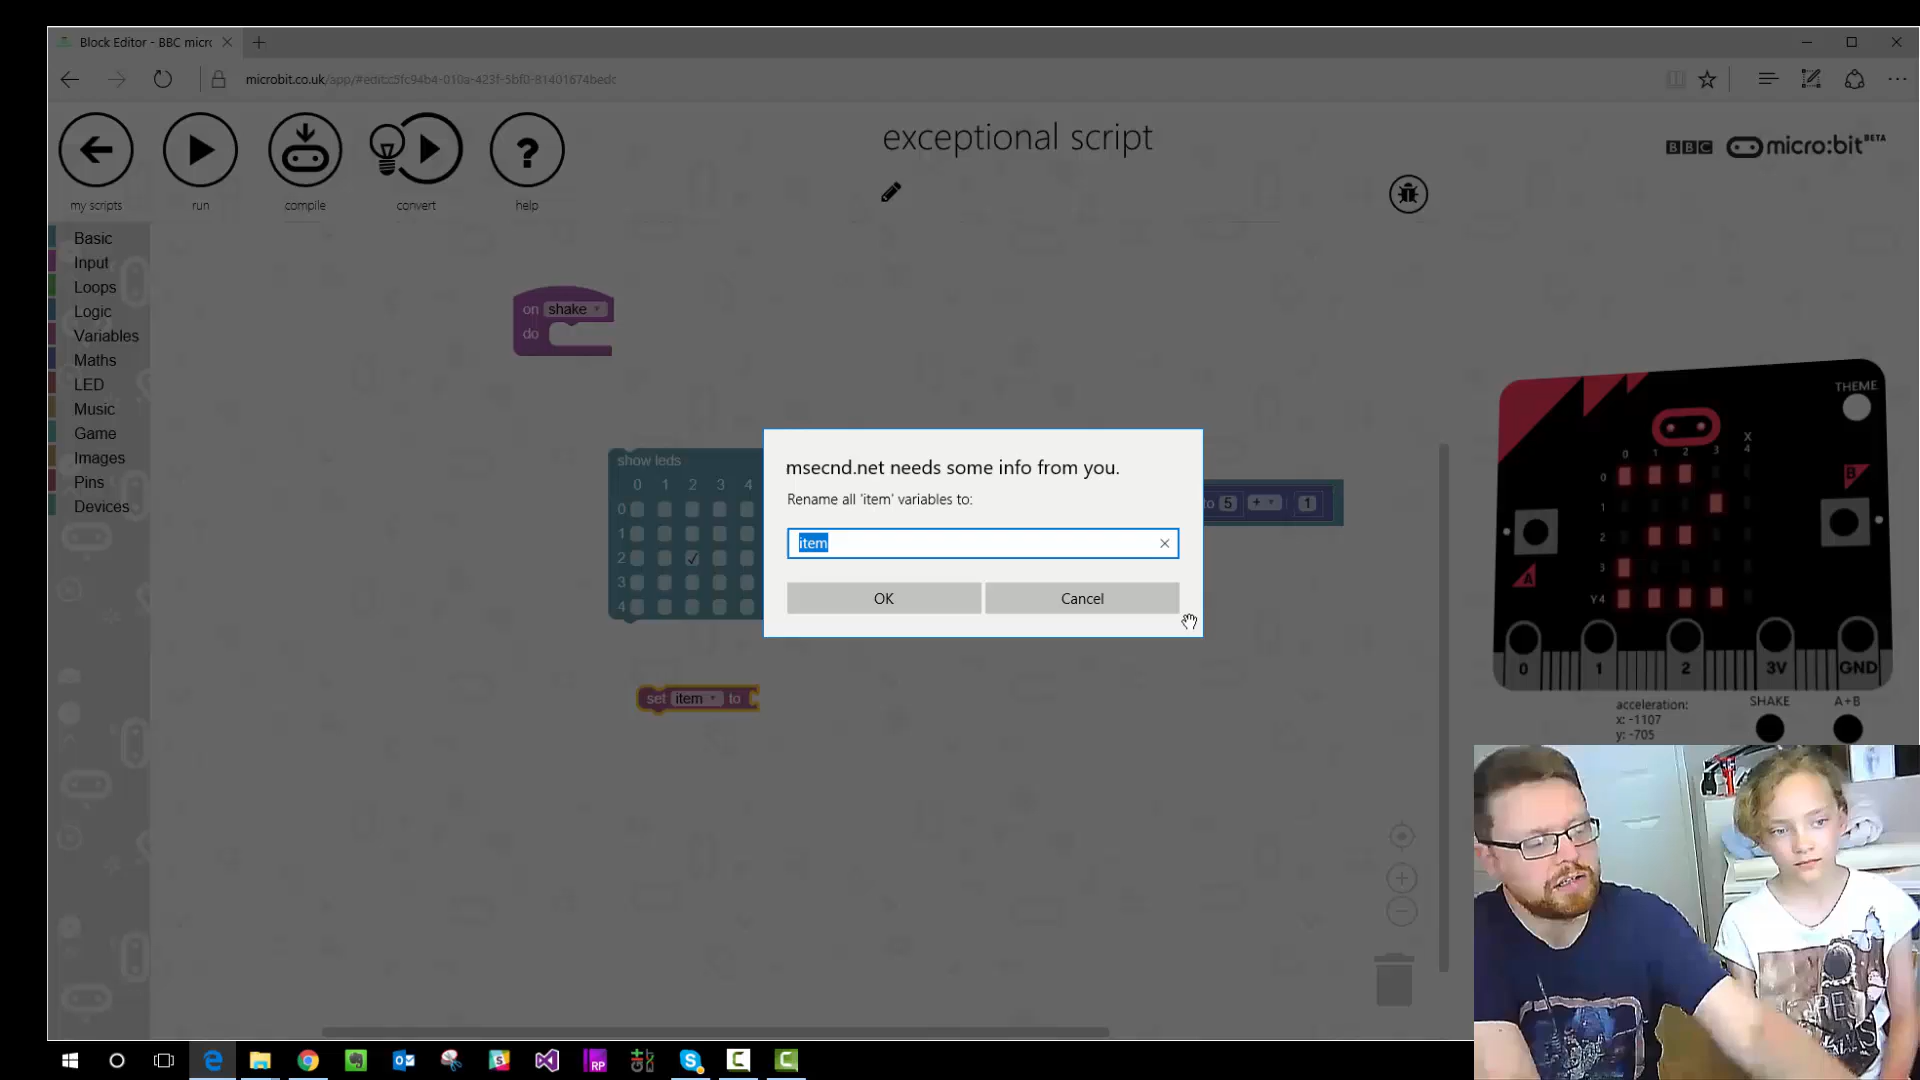 Block Editor - BBC micro
microbit.co.uk/app/#edit:c5fc94b4-010a-423f-5bf0-81401674bedc
my scripts
run
compile
convert
? help
exceptional script
BBC micro:bit BETA
Basic
Input
Loops
Logic
Variables
Maths
LED
Music
Game
Images
Pins
Devices
on shake
do
show leds
0 1 2 3 4
0
1
2
3
4
to 5 + 1
set item to
msecnd.net needs some info from you.
Rename all 'item' variables to:
item
OK Cancel
THEME
X
0 1 2 3 4
0
1
2
3
Y4
A
B
0 1 2 3V GND
acceleration:
x: -1107
y: -705
SHAKE A+B
RP